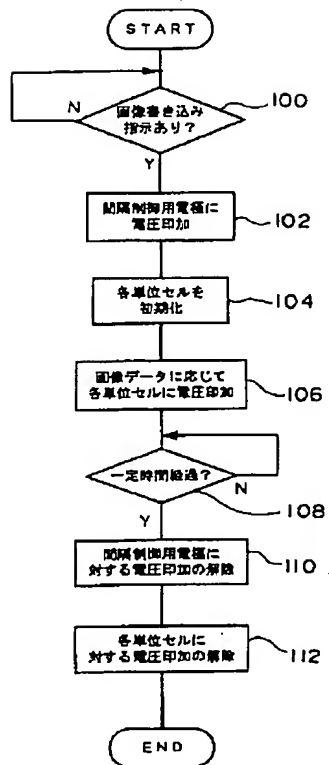 START
画像書き込み
指示あり？
100
N
Y
間隔制御用電極に
電圧印加
102
各単位セルを
初期化
104
画像データに応じて
各単位セルに電圧印加
106
一定時間経過？
N
108
Y
間隔制御用電極に
対する電圧印加の解除
110
各単位セルに
対する電圧印加の解除
112
END